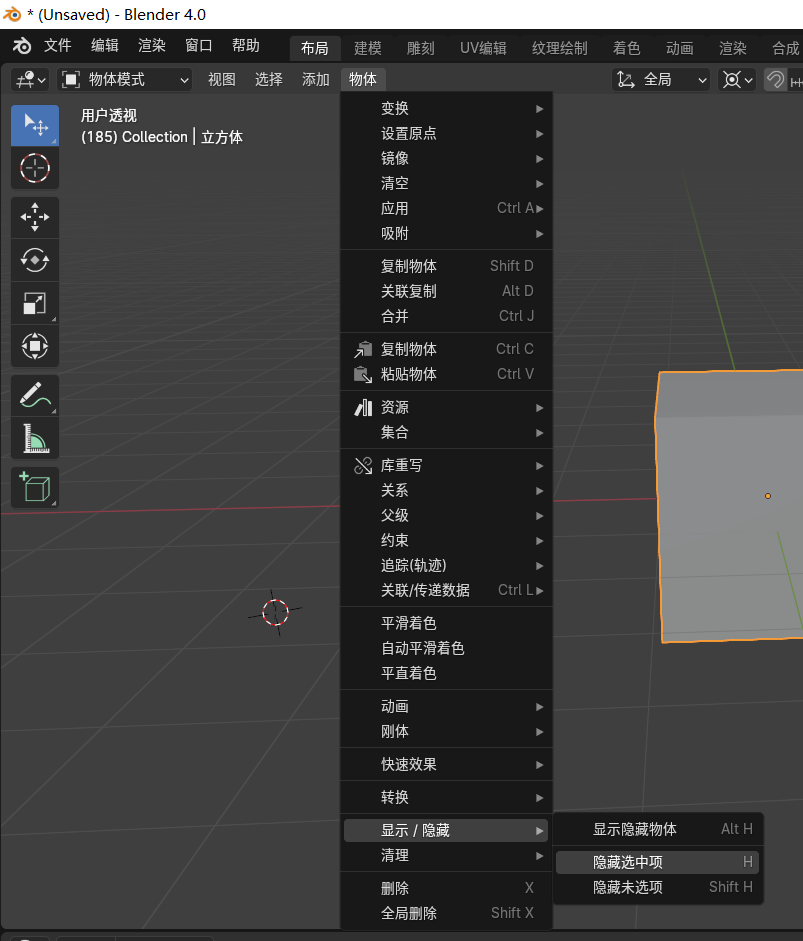 * (Unsaved) - Blender 4.0
文件 编辑 渲染 窗口 帮助 布局 建模 雕刻 UV编辑 纹理绘制 着色 动画 渲染 合成
物体模式 视图 选择 添加 物体 全局
用户透视
(185) Collection | 立方体
变换
设置原点
镜像
清空
应用 Ctrl A
吸附
复制物体 Shift D
关联复制 Alt D
合并 Ctrl J
复制物体 Ctrl C
粘贴物体 Ctrl V
资源
集合
库重写
关系
父级
约束
追踪(轨迹)
关联/传递数据 Ctrl L
平滑着色
自动平滑着色
平直着色
动画
刚体
快速效果
转换
显示 / 隐藏
清理
删除 X
全局删除 Shift X
显示隐藏物体 Alt H
隐藏选中项 H
隐藏未选项 Shift H